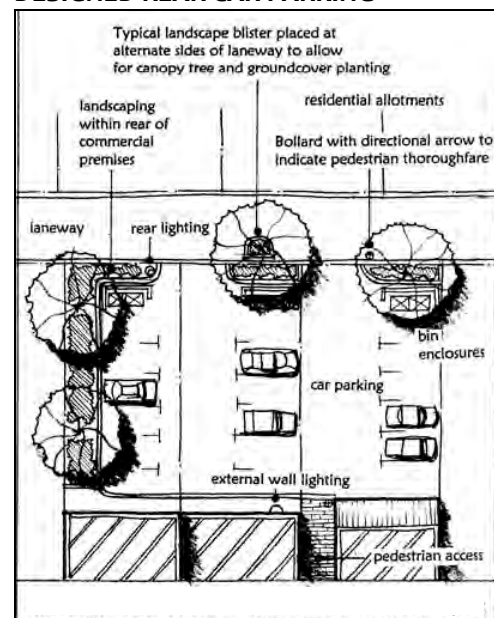 DESIGNED REAR CAR PARKING
Typical landscape blister placed at
alternate sides of laneway to allow
for canopy tree and groundcover planting
landscaping
within rear of
commercial
premises
residential allotments
Bollard with directional arrow to
indicate pedestrian thoroughfare
laneway
rear lighting
bin
enclosures
car parking
external wall lighting
pedestrian access